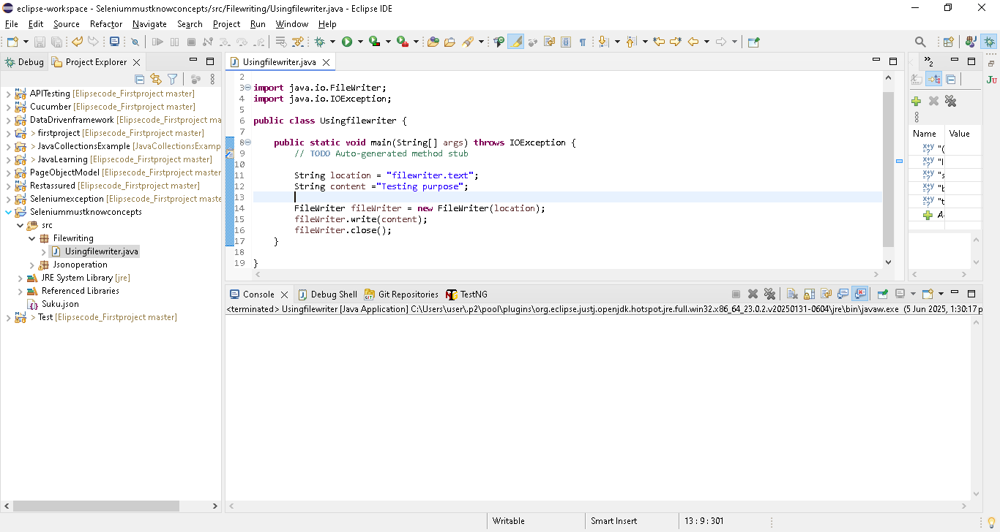 eclipse-workspace - Seleniummustknowconcepts/src/Filewriting/Usingfilewriter.java - Eclipse IDE
File Edit Source Refactor Navigate Search Project Run Window Help
Debug Project Explorer
APITesting [Elipsecode_Firstproject master]
Cucumber [Elipsecode_Firstproject master]
DataDrivenframework [Elipsecode_Firstproject ma
> firstproject [Elipsecode_Firstproject master]
> JavaCollectionsExample [JavaCollectionsExamp
> JavaLearning [Elipsecode_Firstproject master]
PageObjectModel [Elipsecode_Firstproject master
Restassured [Elipsecode_Firstproject master]
Seleniumexception [Elipsecode_Firstproject maste
Seleniummustknowconcepts
src
Filewriting
Usingfilewriter.java
Jsonoperation
JRE System Library [jre]
Referenced Libraries
Suku.json
> Test [Elipsecode_Firstproject master]
Usingfilewriter.java
2
3 import java.io.FileWriter;
4 import java.io.IOException;
5
6 public class Usingfilewriter {
7
8 public static void main(String[] args) throws IOException {
9 // TODO Auto-generated method stub
10
11 String location = "filewriter.text";
12 String content ="Testing purpose";
13
14 FileWriter fileWriter = new FileWriter(location);
15 fileWriter.write(content);
16 fileWriter.close();
17 }
18
19 }
2
Name Value
Console Debug Shell Git Repositories TestNG
<terminated> Usingfilewriter [Java Application] C:\Users\user\.p2\pool\plugins\org.eclipse.justj.openjdk.hotspot.jre.full.win32.x86_64_23.0.2.v20250131-0604\jre\bin\javaw.exe (5 Jun 2025, 1:30:17 p
Writable Smart Insert 13 : 9 : 301